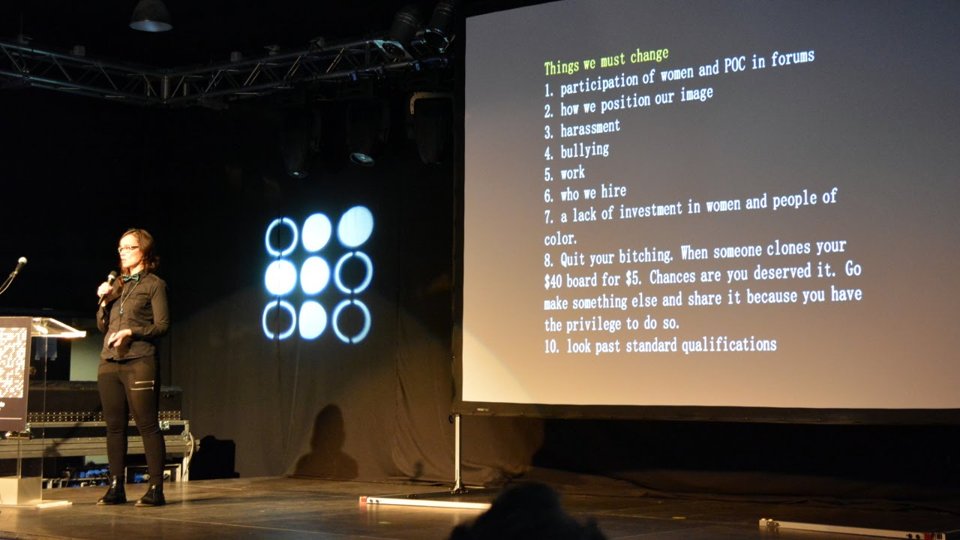 Things we must change
1. participation of women and POC in forums
2. how we position our image
3. harassment
4. bullying
5. work
6. who we hire
7. a lack of investment in women and people of
color.
8. Quit your bitching. When someone clones your
$40 board for $5. Chances are you deserved it. Go
make something else and share it because you have
the privilege to do so.
10. look past standard qualifications